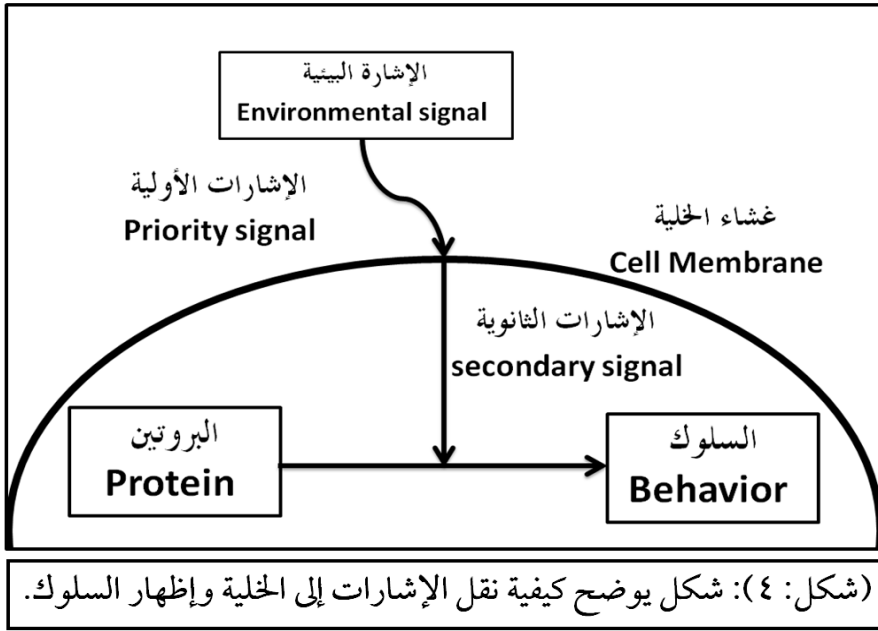 الإشارة البيئية
Environmental signal
الإشارات الأولية
Priority signal
غشاء الخلية
Cell Membrane
الإشارات الثانوية
secondary signal
البروتين
Protein
السلوك
Behavior
(شكل: ٤): شكل يوضح كيفية نقل الإشارات إلى الخلية وإظهار السلوك.